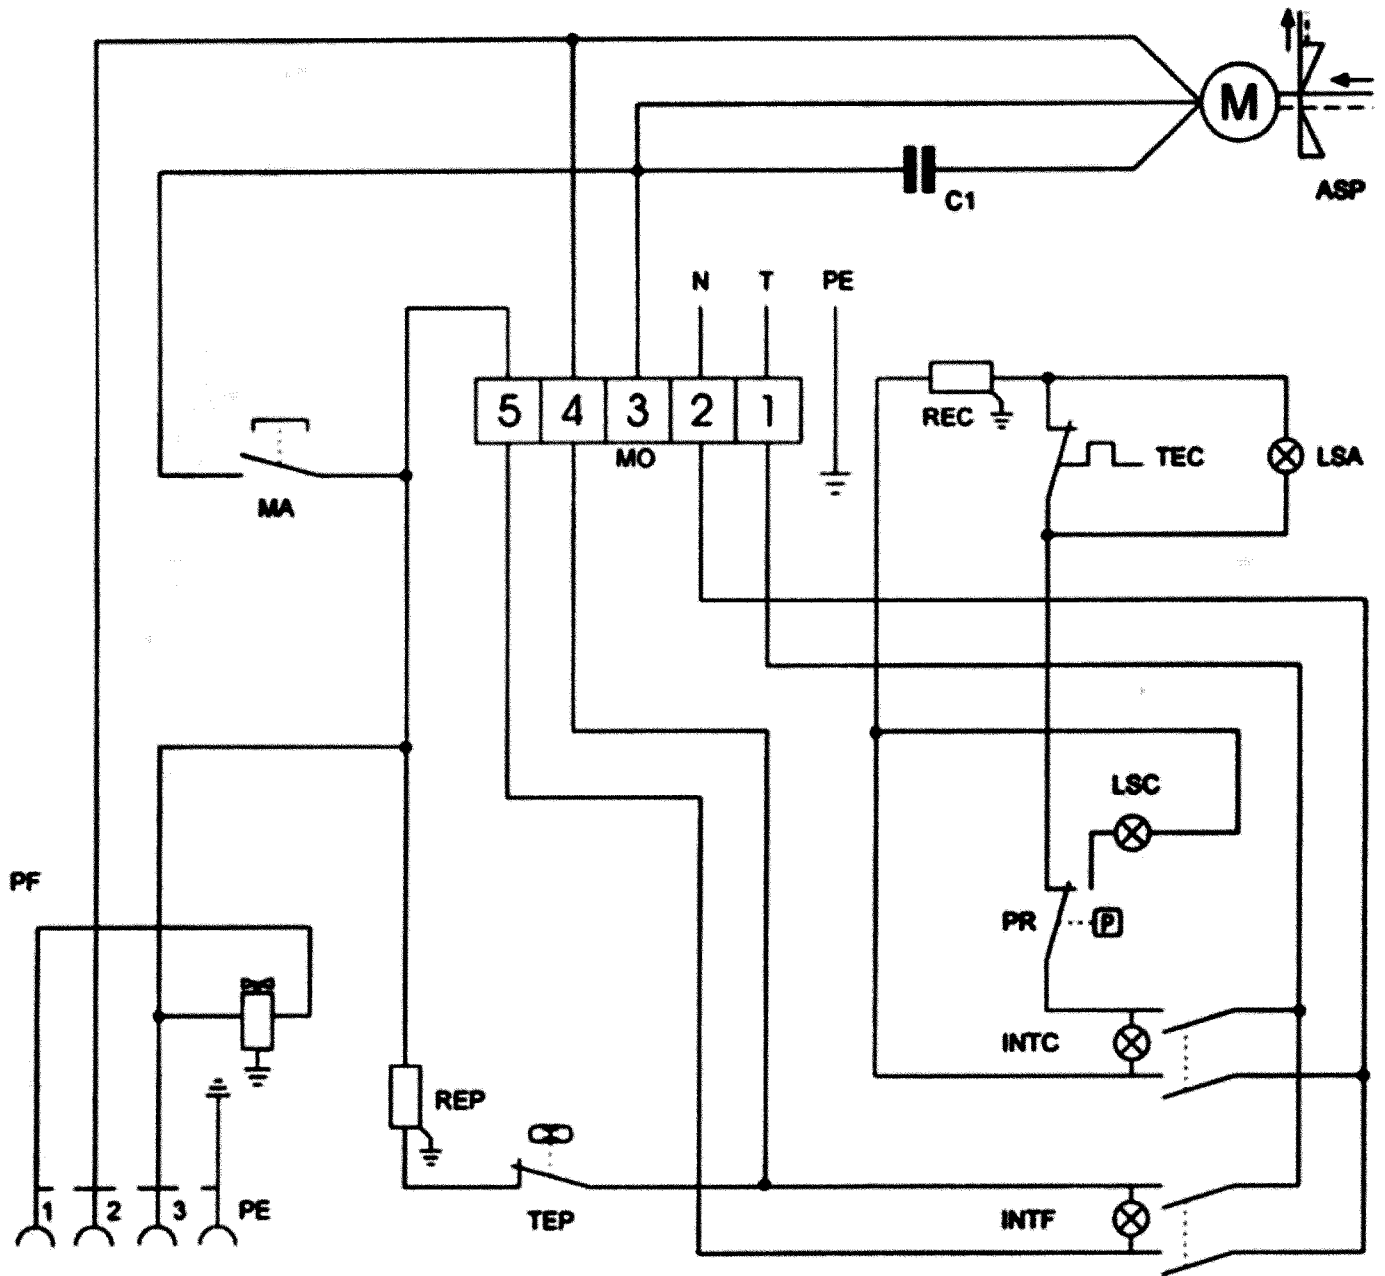 M
ASP
C1
N T PE
5 4 3 2 1
MO
REC
TEC
LSA
MA
LSC
PF
PR
P
INTC
REP
1 2 3 PE
TEP
INTF